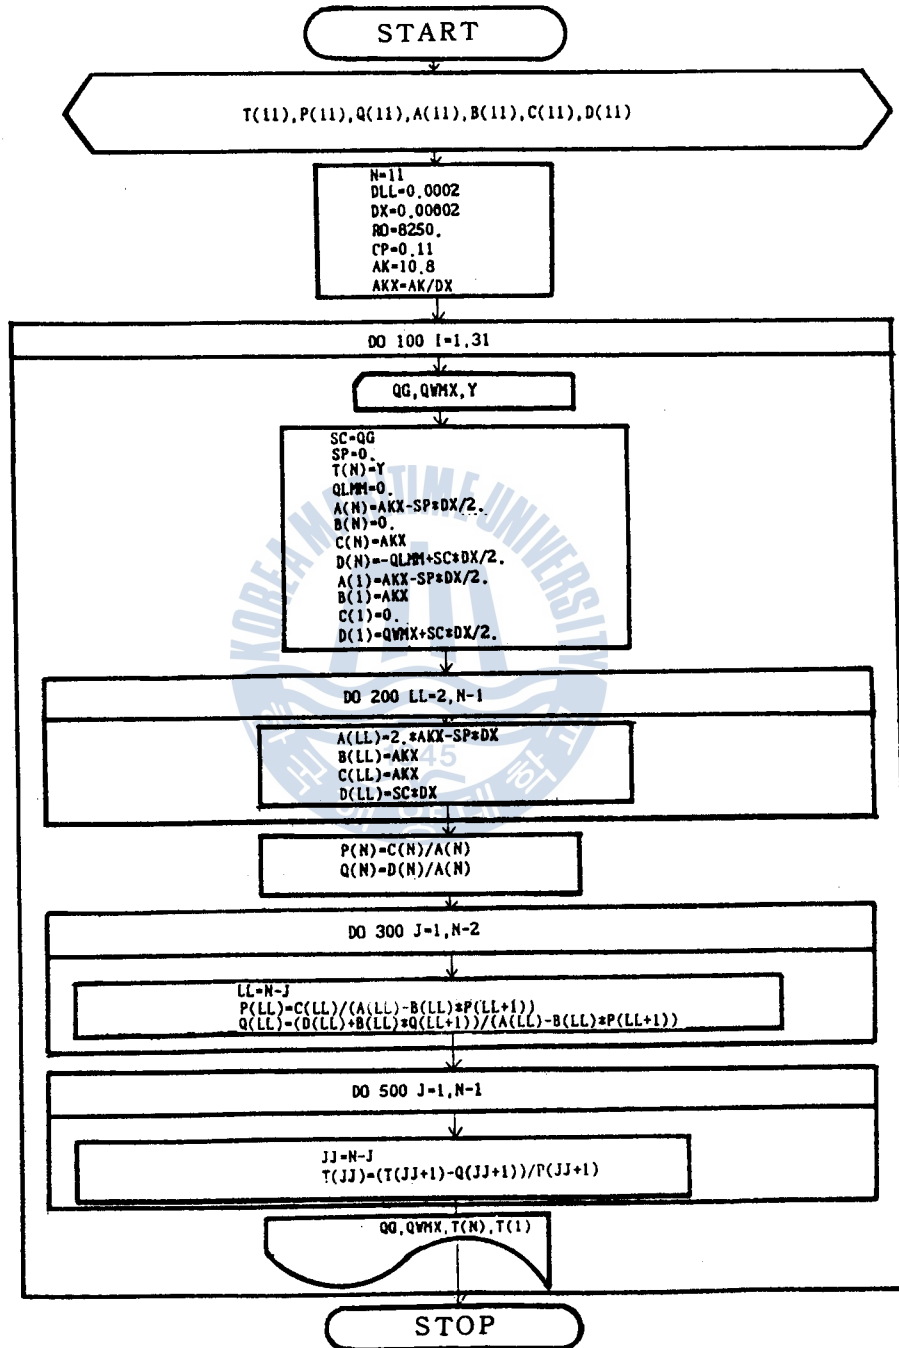 START
T(11),P(11),Q(11),A(11),B(11),C(11),D(11)
N=11
DLL=0.0002
DX=0.00002
RO=8250.
CP=0.11
AK=10.8
AKX=AK/DX
DO 100 I=1,31
QG,QWMX,Y
SC=QG
SP=0.
T(N)=Y
QLMM=0.
A(N)=AKX-SP*DX/2.
B(N)=0.
C(N)=AKX
D(N)=-QLMM+SC*DX/2.
A(1)=AKX-SP*DX/2.
B(1)=AKX
C(1)=0.
D(1)=QWMX+SC*DX/2.
DO 200 LL=2,N-1
A(LL)=2.*AKX-SP*DX
B(LL)=AKX
C(LL)=AKX
D(LL)=SC*DX
P(N)=C(N)/A(N)
Q(N)=D(N)/A(N)
DO 300 J=1,N-2
LL=N-J
P(LL)=C(LL)/(A(LL)-B(LL)*P(LL+1))
Q(LL)=(D(LL)+B(LL)*Q(LL+1))/(A(LL)-B(LL)*P(LL+1))
DO 500 J=1,N-1
JJ=N-J
T(JJ)=(T(JJ+1)-Q(JJ+1))/P(JJ+1)
QG,QWMX,T(N),T(1)
STOP
KOREA MARITIME UNIVERSITY
1945